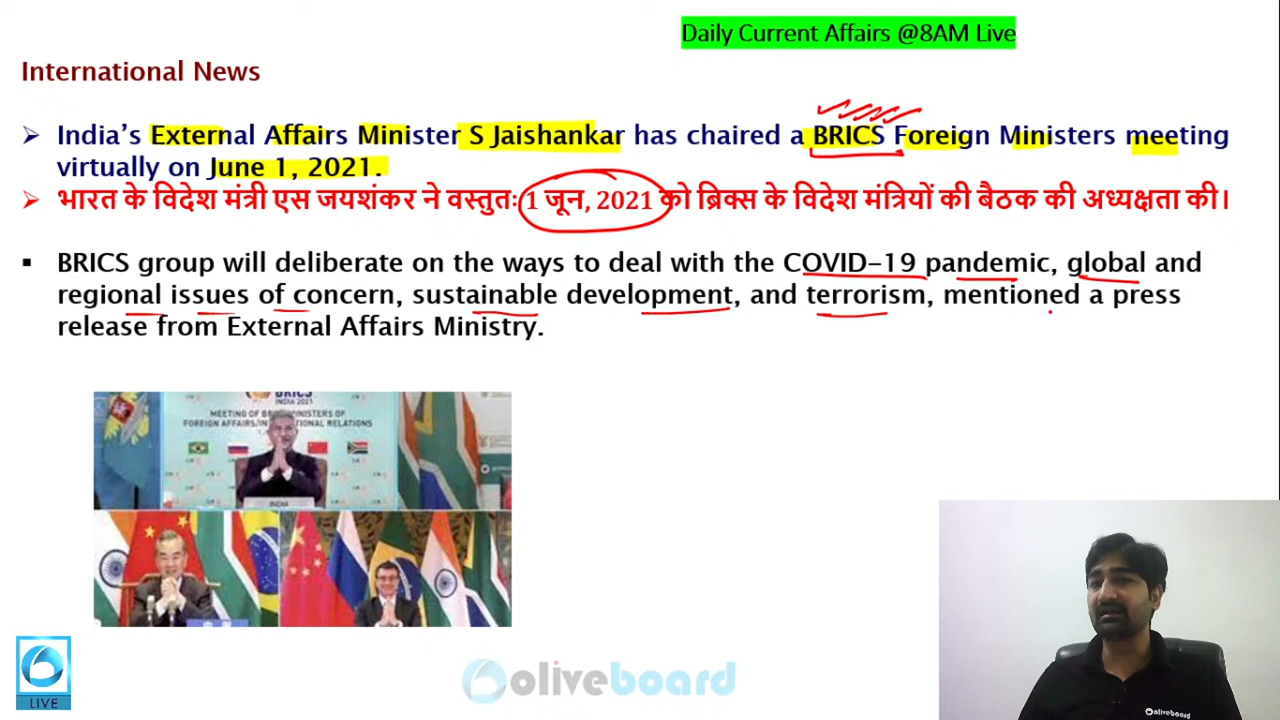 Daily Current Affairs @8AM Live
International News
India’s External Affairs Minister S Jaishankar has chaired a BRICS Foreign Ministers meeting
virtually on June 1, 2021.
भारत के विदेश मंत्री एस जयशंकर ने वस्तुतः 1 जून, 2021 को ब्रिक्स के विदेश मंत्रियों की बैठक की अध्यक्षता की।
BRICS group will deliberate on the ways to deal with the COVID-19 pandemic, global and
regional issues of concern, sustainable development, and terrorism, mentioned a press
release from External Affairs Ministry.
BRICS
INDIA 2021
MEETING OF BRICS MINISTERS OF
FOREIGN AFFAIRS/INTERNATIONAL RELATIONS
INDIA
LIVE
oliveboard
oliveboard